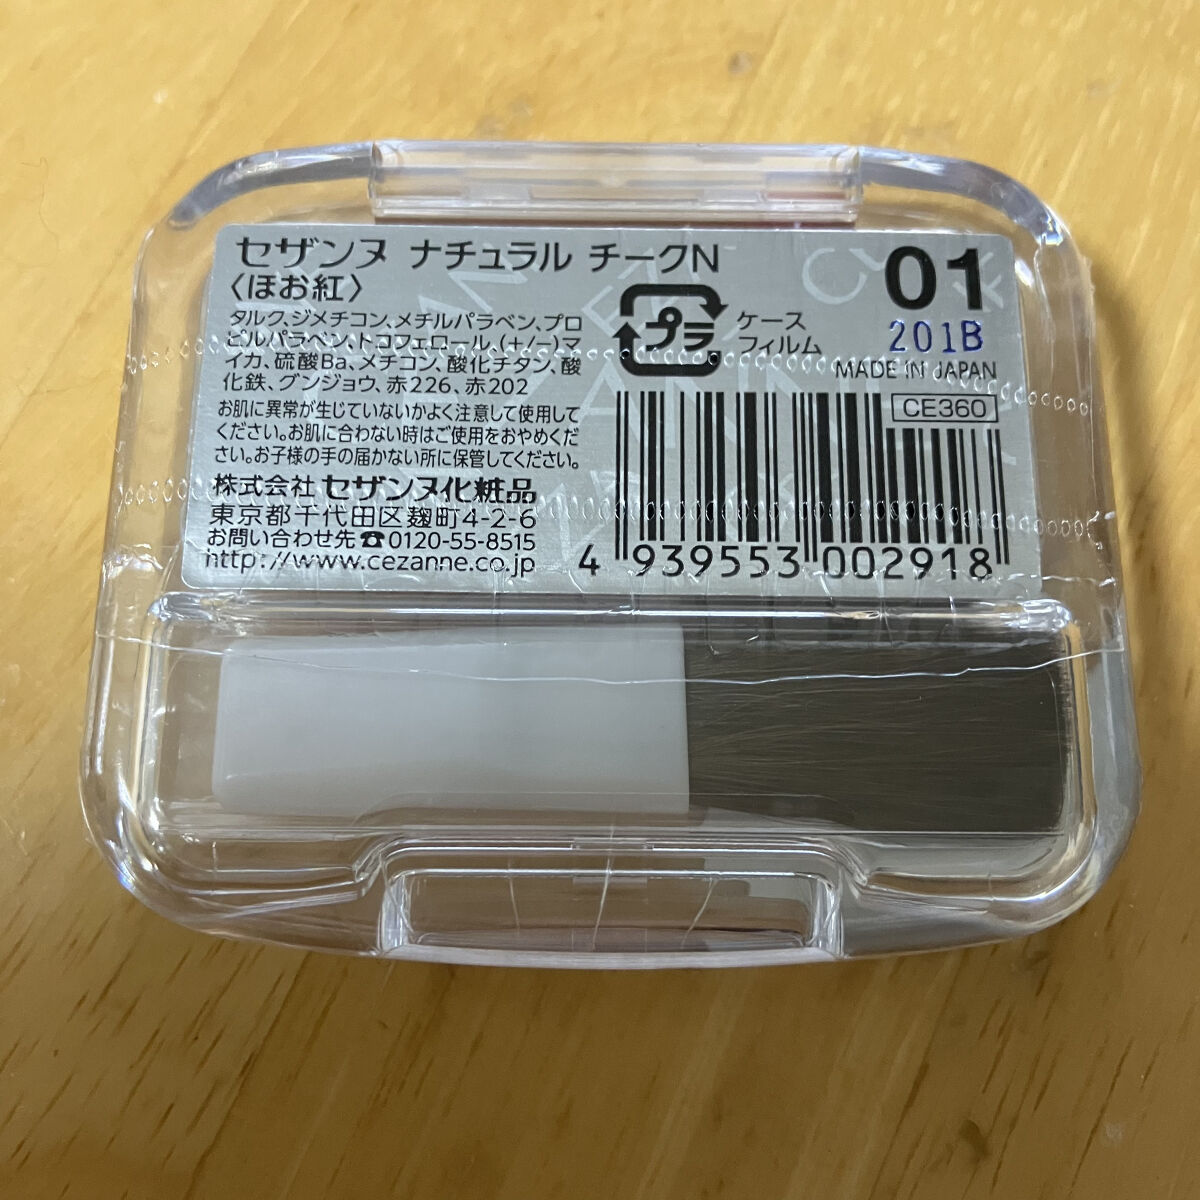 セザンヌ ナチュラル チークN
〈ほお紅〉
タルク、ジメチコン、メチルパラベン、プロ
ピルパラベン、トコフェロール、(+/−)マ
イカ、硫酸Ba、メチコン、酸化チタン、酸
化鉄、グンジョウ、赤226、赤202
お肌に異常が生じていないかよく注意して使用して
ください。お肌に合わない時はご使用をおやめくだ
さい。お子様の手の届かない所に保管してください。
株式会社 セザンヌ化粧品
東京都千代田区麹町4-2-6
お問い合わせ先☎0120-55-8515
http://www.cezanne.co.jp
プラ
ケース
フィルム
01
201B
MADE IN JAPAN
CE360
4 939553 002918